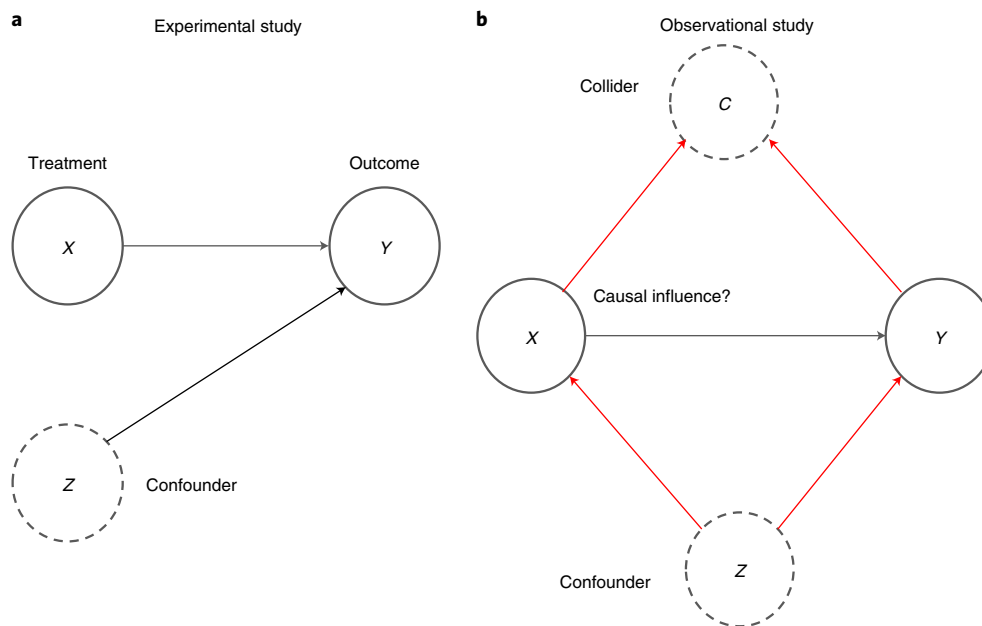 a
Experimental study
Treatment
Outcome
X
Y
Z
Confounder
b
Observational study
Collider
C
Causal influence?
X
Y
Confounder
Z